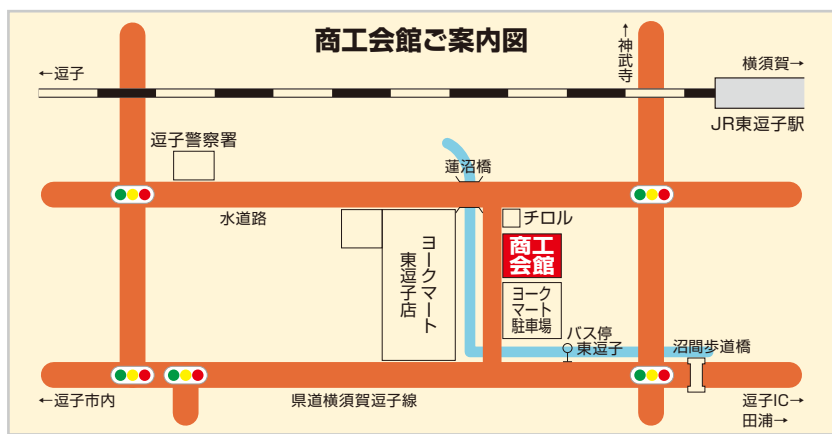 商工会館ご案内図
←逗子
↑神武寺
横須賀→
JR東逗子駅
逗子警察署
蓮沼橋
水道路
チロル
商工
会館
ヨークマート
東逗子店
ヨーク
マート
駐車場
バス停
東逗子
沼間歩道橋
←逗子市内
県道横須賀逗子線
逗子IC→
田浦→